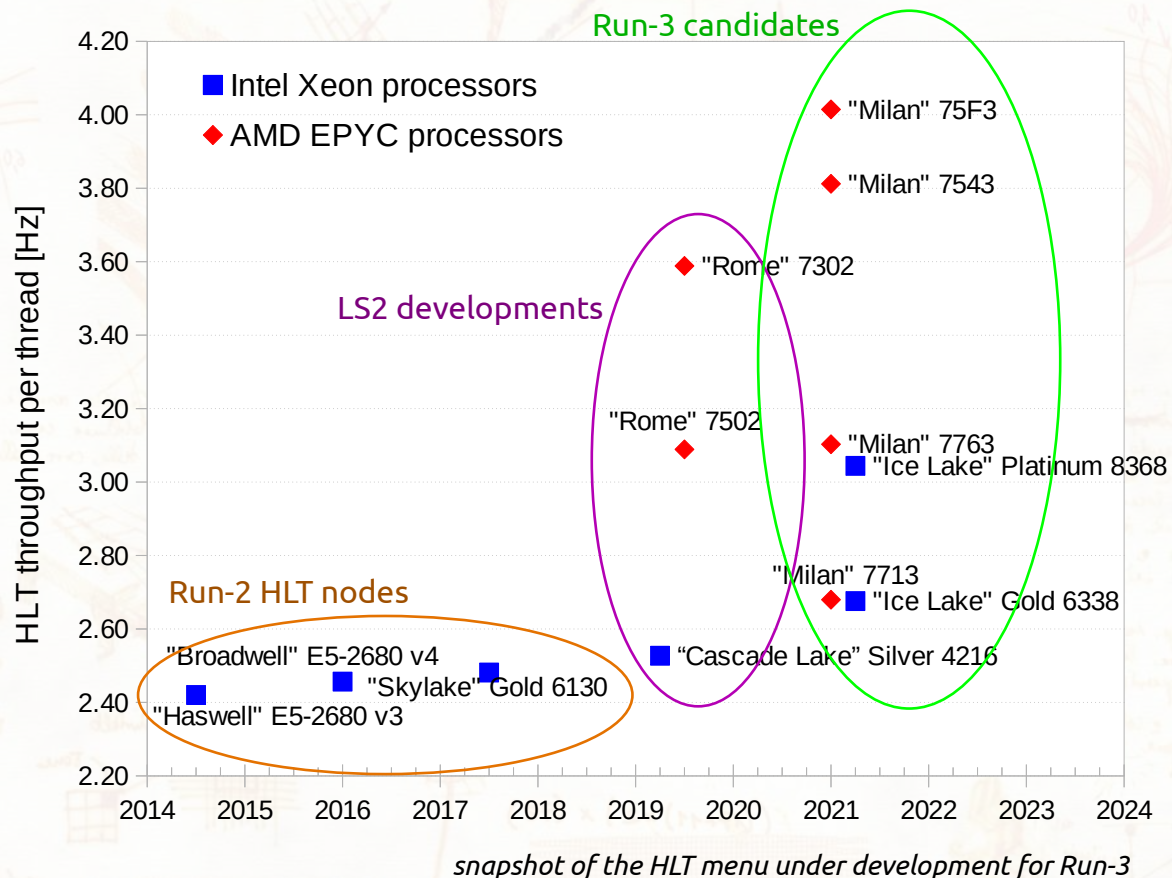 Run-3 candidates
4.20
Intel Xeon processors
4.00
"Milan" 75F3
AMD EPYC processors
3.80
"Milan" 7543
HLT throughput per thread [Hz]
3.60
"Rome" 7302
LS2 developments
3.40
"Rome" 7502
3.20
"Milan" 7763
"Ice Lake" Platinum 8368
3.00
2.80
"Milan" 7713
Run-2 HLT nodes
"Ice Lake" Gold 6338
2.60
"Broadwell" E5-2680 v4
“Cascade Lake” Silver 4216
"Skylake" Gold 6130
2.40
"Haswell" E5-2680 v3
2.20
2014 2015 2016 2017 2018 2019 2020 2021 2022 2023 2024
snapshot of the HLT menu under development for Run-3